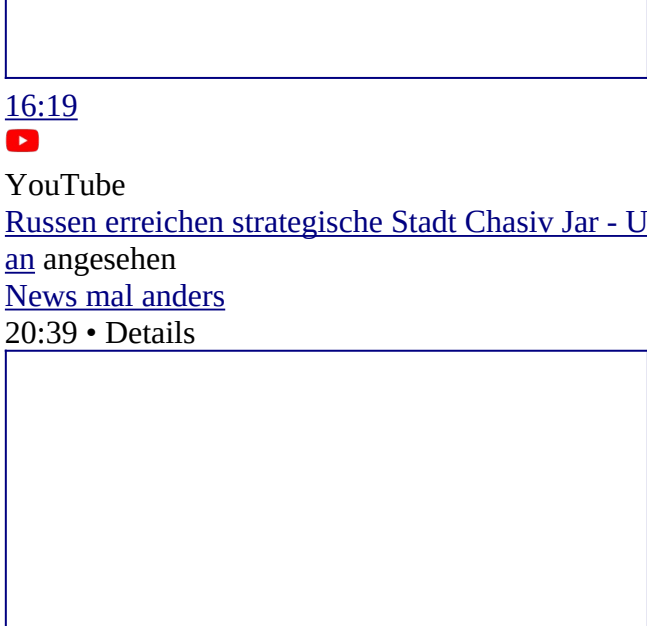 16:19
YouTube
Russen erreichen strategische Stadt Chasiv Jar - U
an angesehen
News mal anders
20:39 • Details